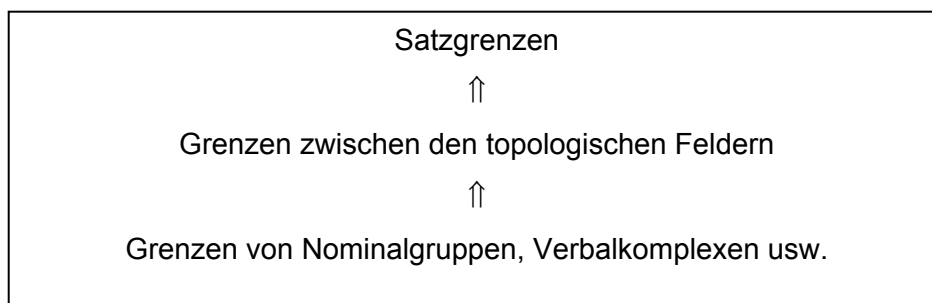 Satzgrenzen
⇑
Grenzen zwischen den topologischen Feldern
⇑
Grenzen von Nominalgruppen, Verbalkomplexen usw.